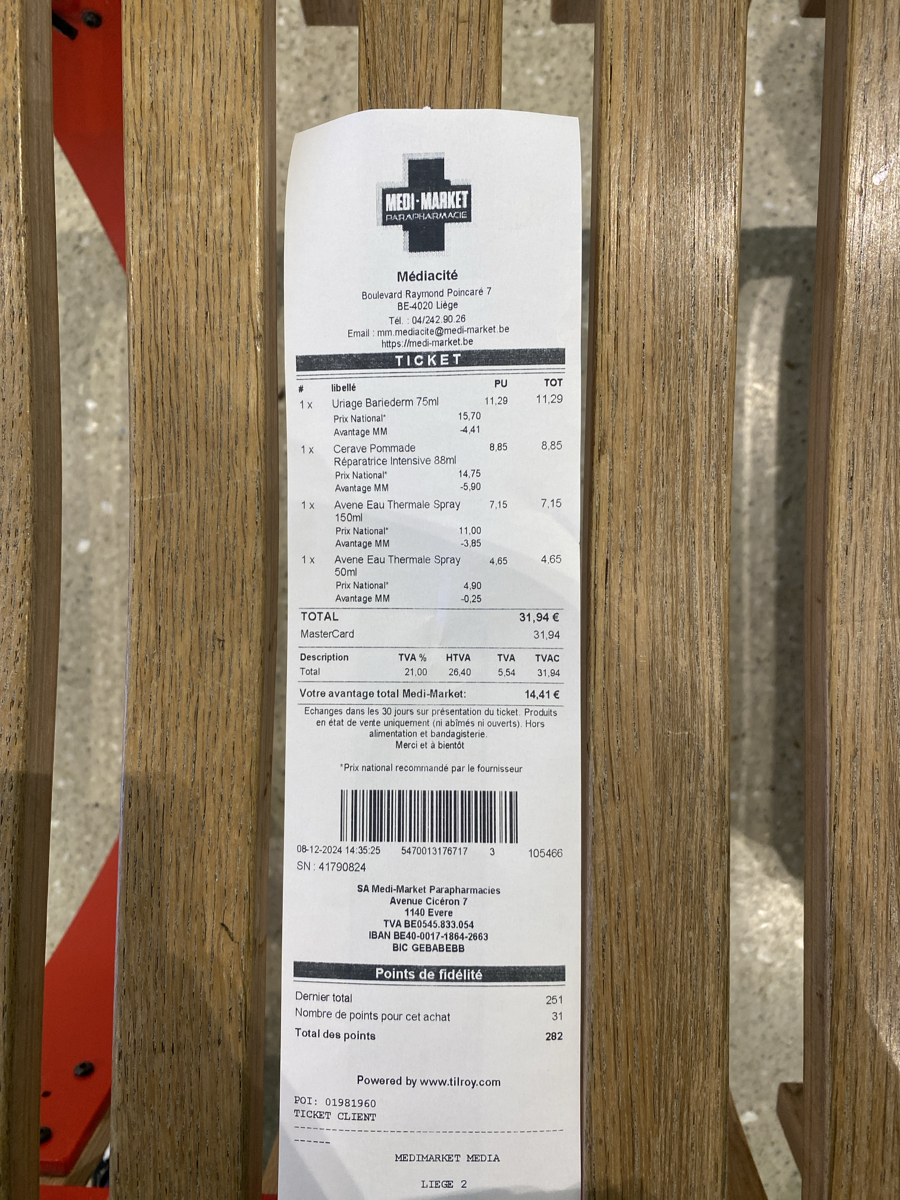 MEDI-MARKET
PARAPHARMACIE
Médiacité
Boulevard Raymond Poincaré 7
BE-4020 Liège
Tél. : 04/242.90.26
Email : mm.mediacite@medi-market.be
https://medi-market.be
TICKET
# libellé PU TOT
1 x Uriage Bariederm 75ml 11,29 11,29
Prix National* 15,70
Avantage MM -4,41
1 x Cerave Pommade 8,85 8,85
Réparatrice Intensive 88ml
Prix National* 14,75
Avantage MM -5,90
1 x Avene Eau Thermale Spray 7,15 7,15
150ml
Prix National* 11,00
Avantage MM -3,85
1 x Avene Eau Thermale Spray 4,65 4,65
50ml
Prix National* 4,90
Avantage MM -0,25
TOTAL 31,94 €
MasterCard 31,94
Description TVA % HTVA TVA TVAC
Total 21,00 26,40 5,54 31,94
Votre avantage total Medi-Market: 14,41 €
Echanges dans les 30 jours sur présentation du ticket. Produits
en état de vente uniquement (ni abîmés ni ouverts). Hors
alimentation et bandagisterie.
Merci et à bientôt
*Prix national recommandé par le fournisseur
08-12-2024 14:35:25 5470013176717 3 105466
SN : 41790824
SA Medi-Market Parapharmacies
Avenue Cicéron 7
1140 Evere
TVA BE0545.833.054
IBAN BE40-0017-1864-2663
BIC GEBABEBB
Points de fidélité
Dernier total 251
Nombre de points pour cet achat 31
Total des points 282
Powered by www.tilroy.com
POI: 01981960
TICKET CLIENT
MEDIMARKET MEDIA
LIEGE 2